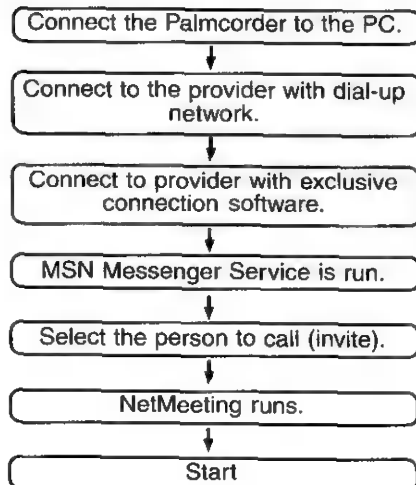 Connect the Palmcorder to the PC.
Connect to the provider with dial-up
network.
Connect to provider with exclusive
connection software.
MSN Messenger Service is run.
Select the person to call (invite).
NetMeeting runs.
Start